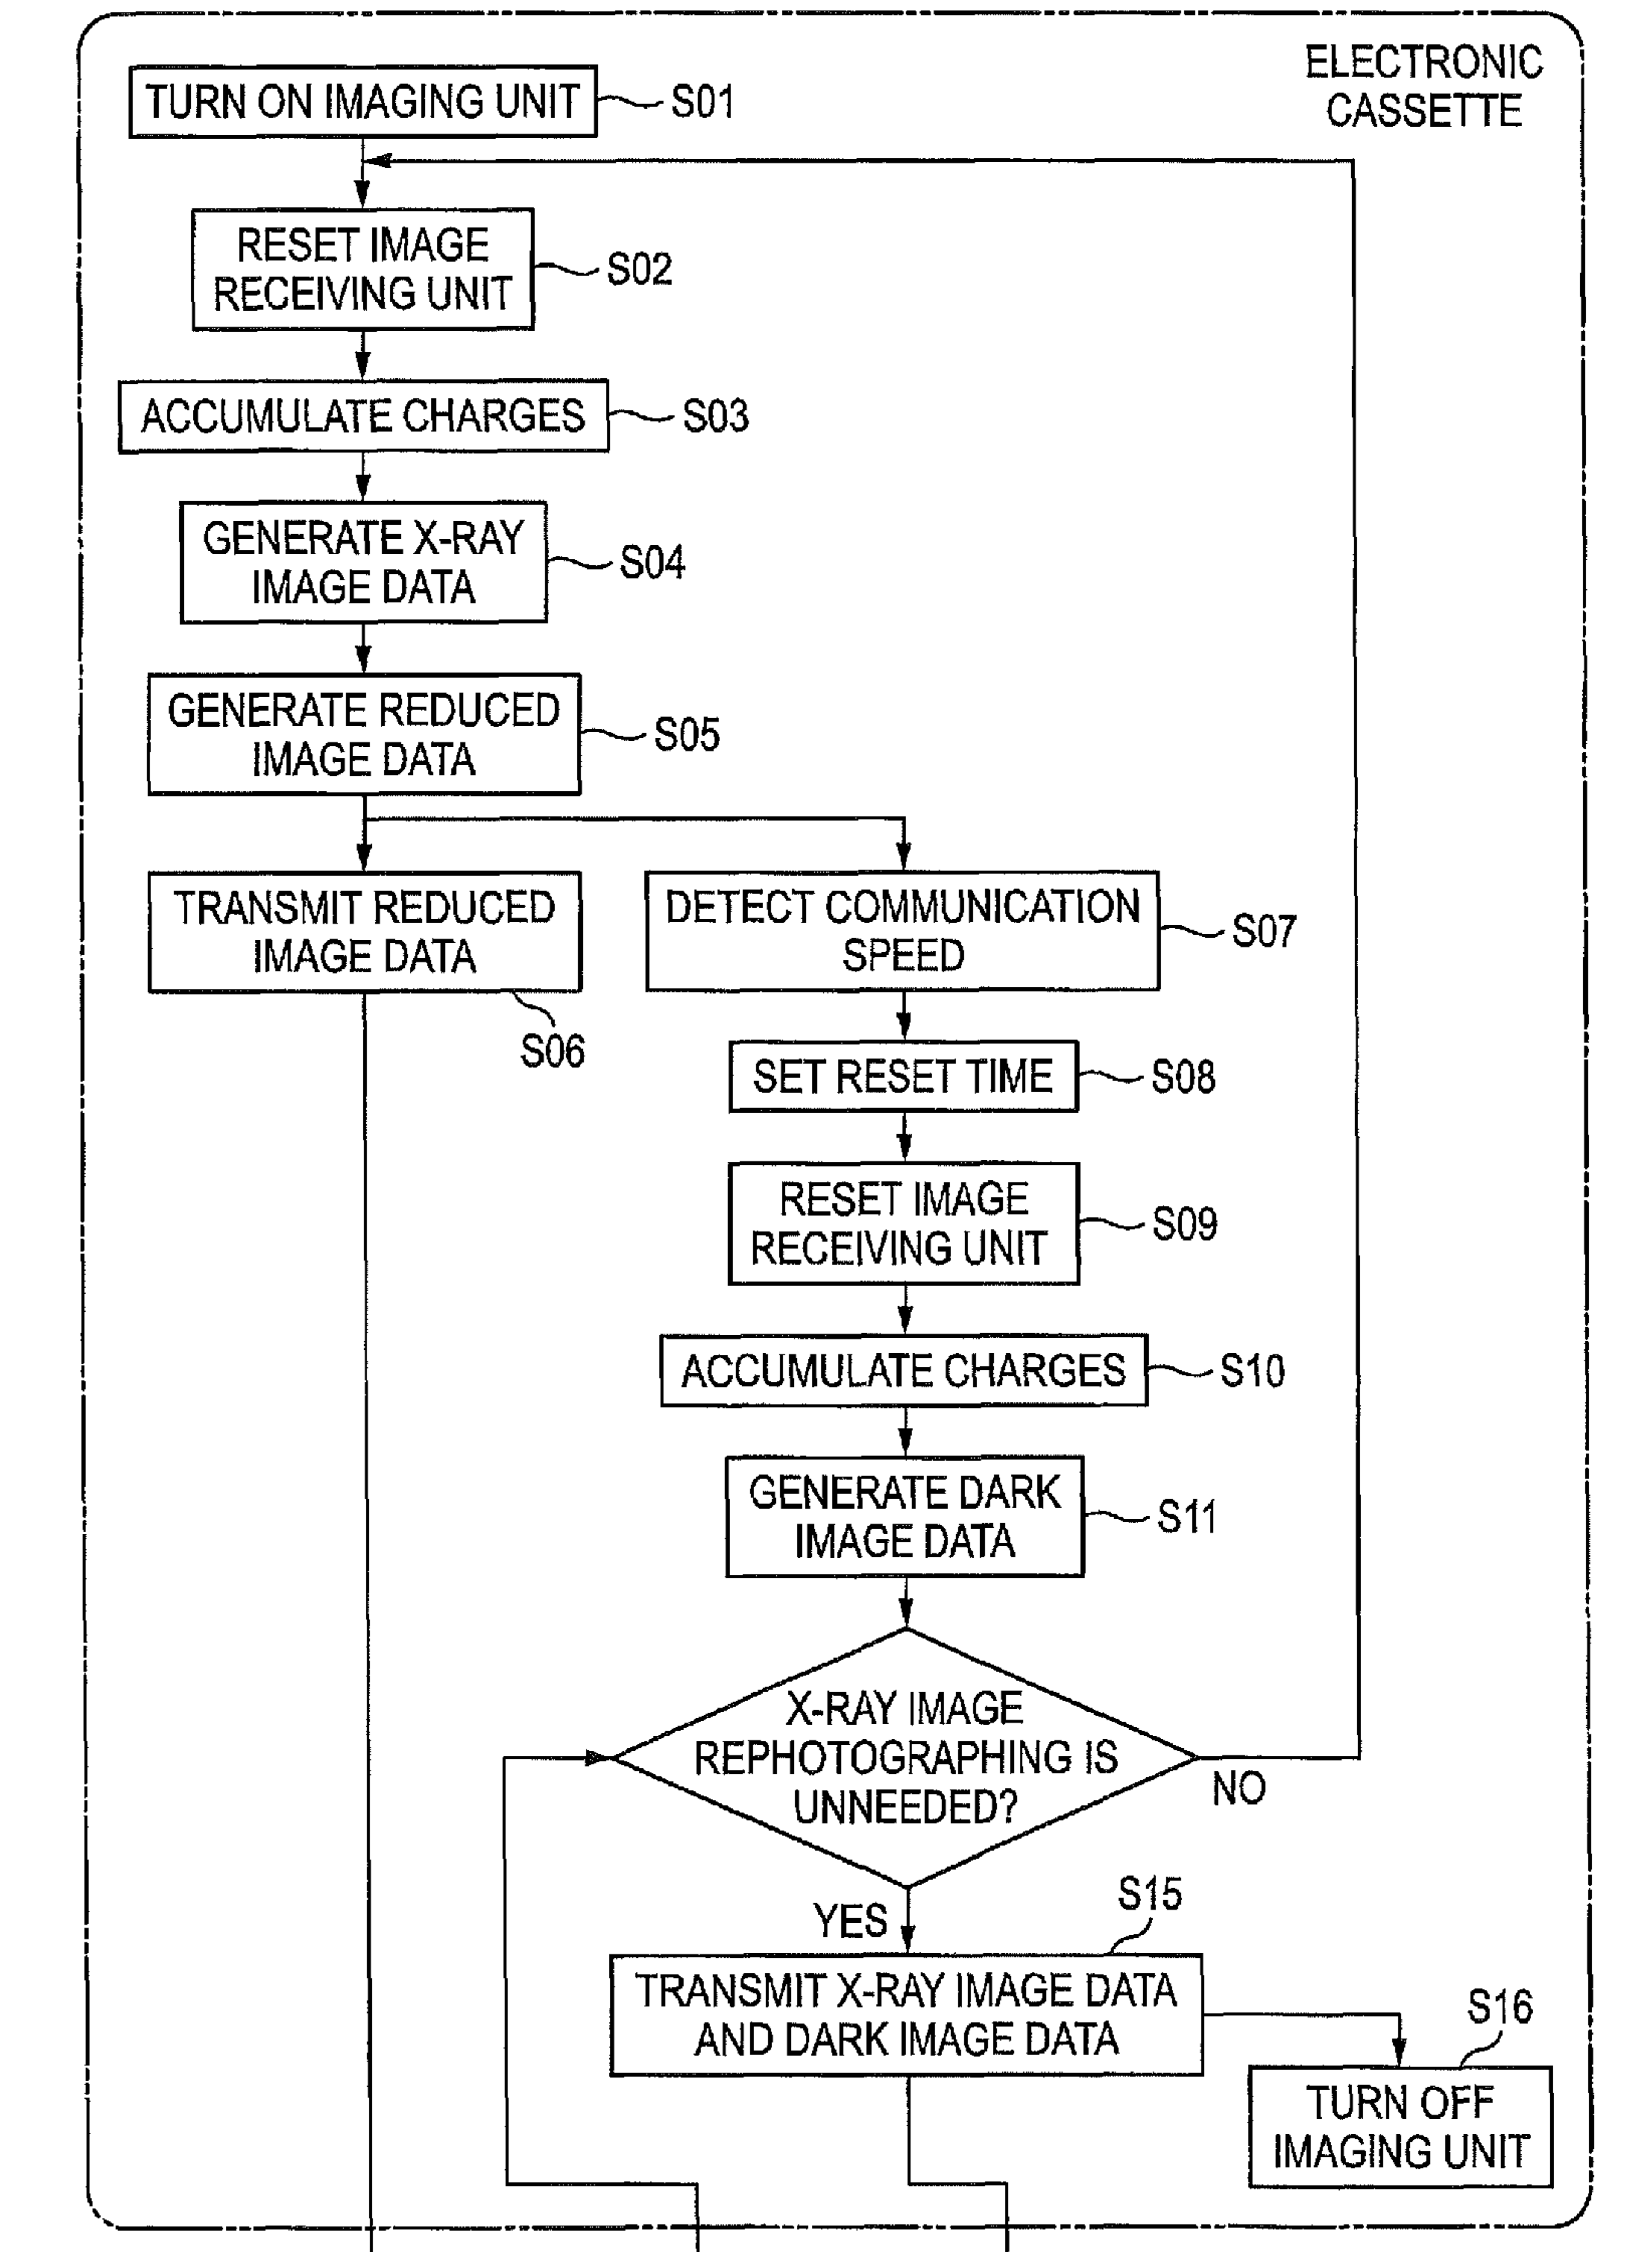 ELECTRONIC
CASSETTE
TURN ON IMAGING UNIT
S01
RESET IMAGE
RECEIVING UNIT
S02
ACCUMULATE CHARGES
S03
GENERATE X-RAY
IMAGE DATA
S04
GENERATE REDUCED
IMAGE DATA
S05
TRANSMIT REDUCED
IMAGE DATA
S06
DETECT COMMUNICATION
SPEED
S07
SET RESET TIME
S08
RESET IMAGE
RECEIVING UNIT
S09
ACCUMULATE CHARGES
S10
GENERATE DARK
IMAGE DATA
S11
X-RAY IMAGE
REPHOTOGRAPHING IS
UNNEEDED?
NO
YES
S15
TRANSMIT X-RAY IMAGE DATA
AND DARK IMAGE DATA
S16
TURN OFF
IMAGING UNIT